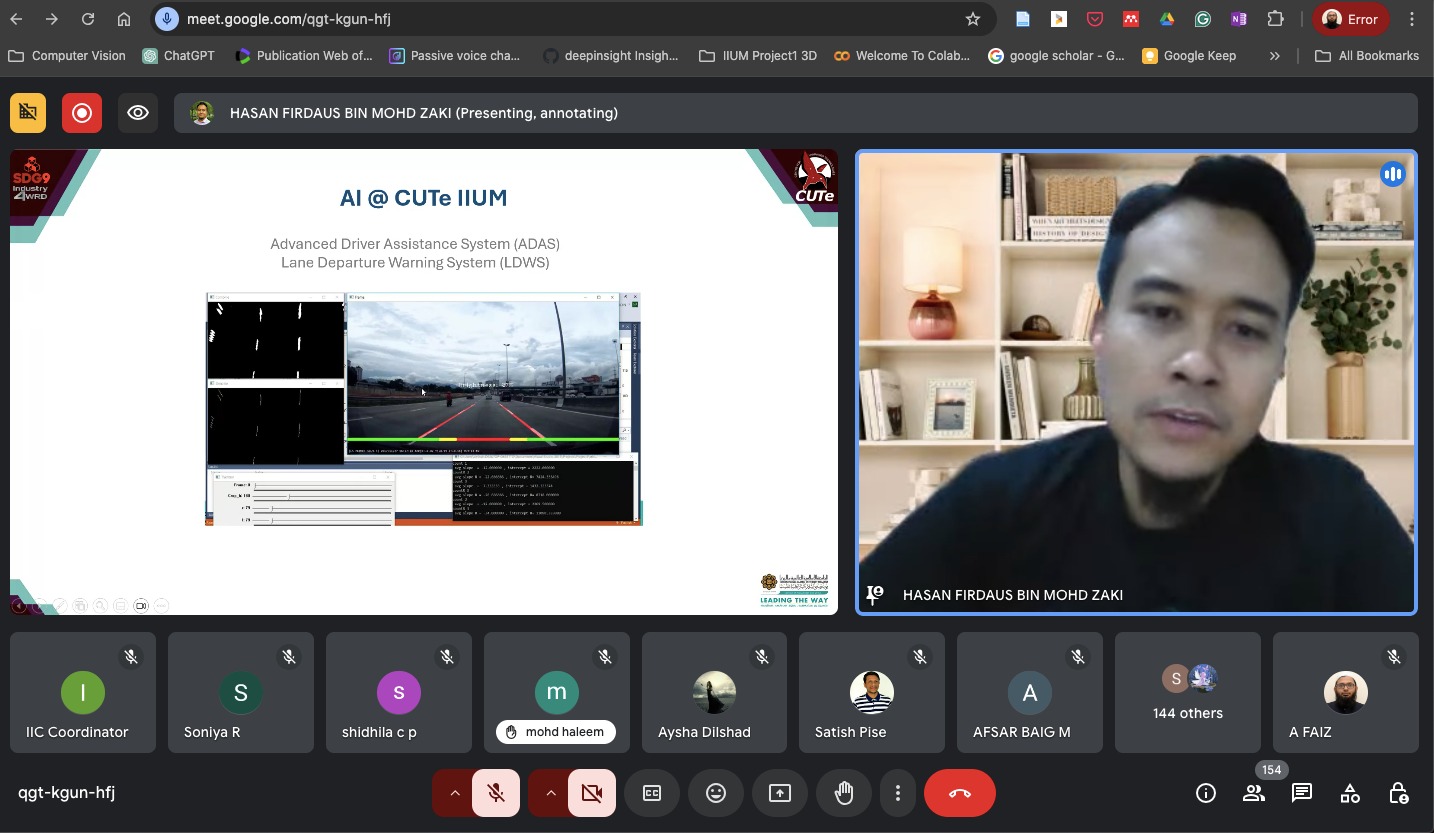 meet.google.com/qgt-kgun-hfj
Error
Computer Vision
ChatGPT
Publication Web of...
Passive voice cha...
deepinsight Insigh...
IIUM Project1 3D
Welcome To Colab...
google scholar - G...
Google Keep
All Bookmarks
HASAN FIRDAUS BIN MOHD ZAKI (Presenting, annotating)
SDG9
Industry
4WRD
CUTe
AI @ CUTe IIUM
Advanced Driver Assistance System (ADAS)
Lane Departure Warning System (LDWS)
LEADING THE WAY
HASAN FIRDAUS BIN MOHD ZAKI
I
IIC Coordinator
S
Soniya R
s
shidhila c p
m
mohd haleem
Aysha Dilshad
Satish Pise
A
AFSAR BAIG M
S
144 others
A FAIZ
qgt-kgun-hfj
154